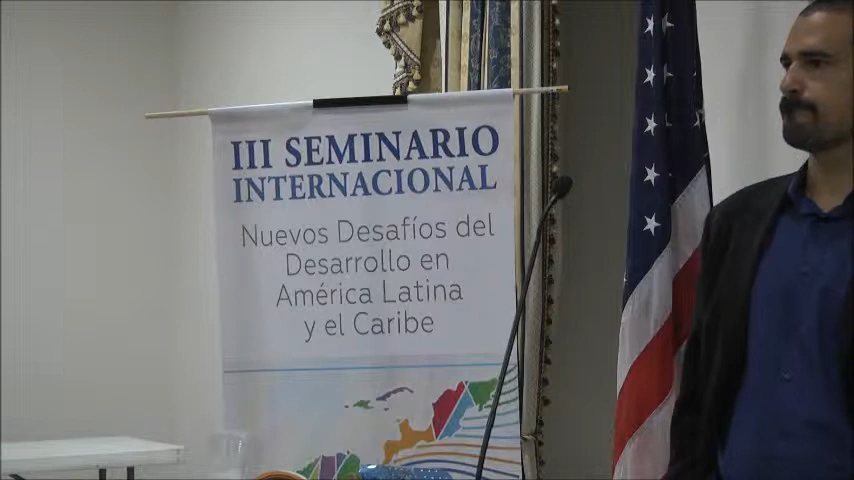 III SEMINARIO
INTERNACIONAL
Nuevos Desafíos del
Desarrollo en
América Latina
y el Caribe